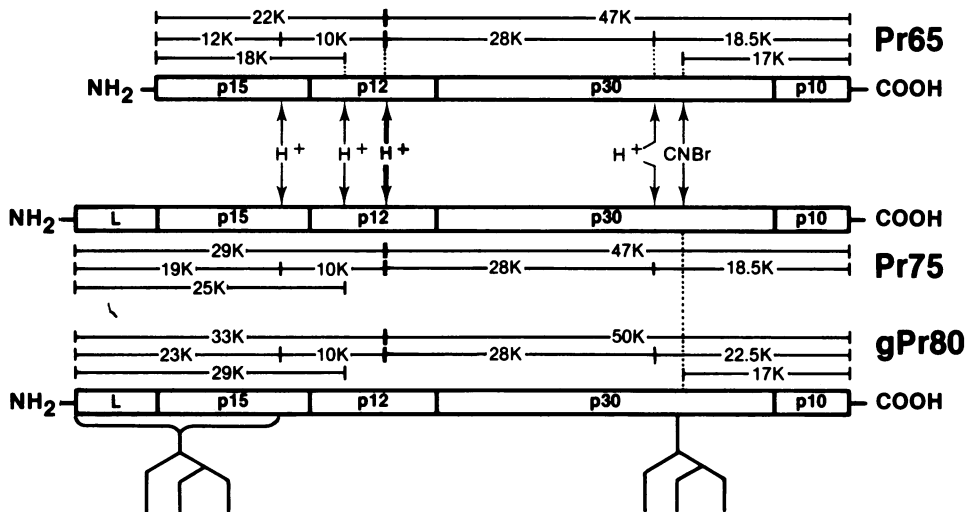 22K 47K
12K 10K 28K 18.5K Pr65
18K 17K
NH2 p15 p12 p30 p10 COOH
H+ H+ H+ H+ CNBr
NH2 L p15 p12 p30 p10 COOH
29K 47K
19K 10K 28K 18.5K Pr75
25K
33K 50K
23K 10K 28K 22.5K gPr80
29K 17K
NH2 L p15 p12 p30 p10 COOH